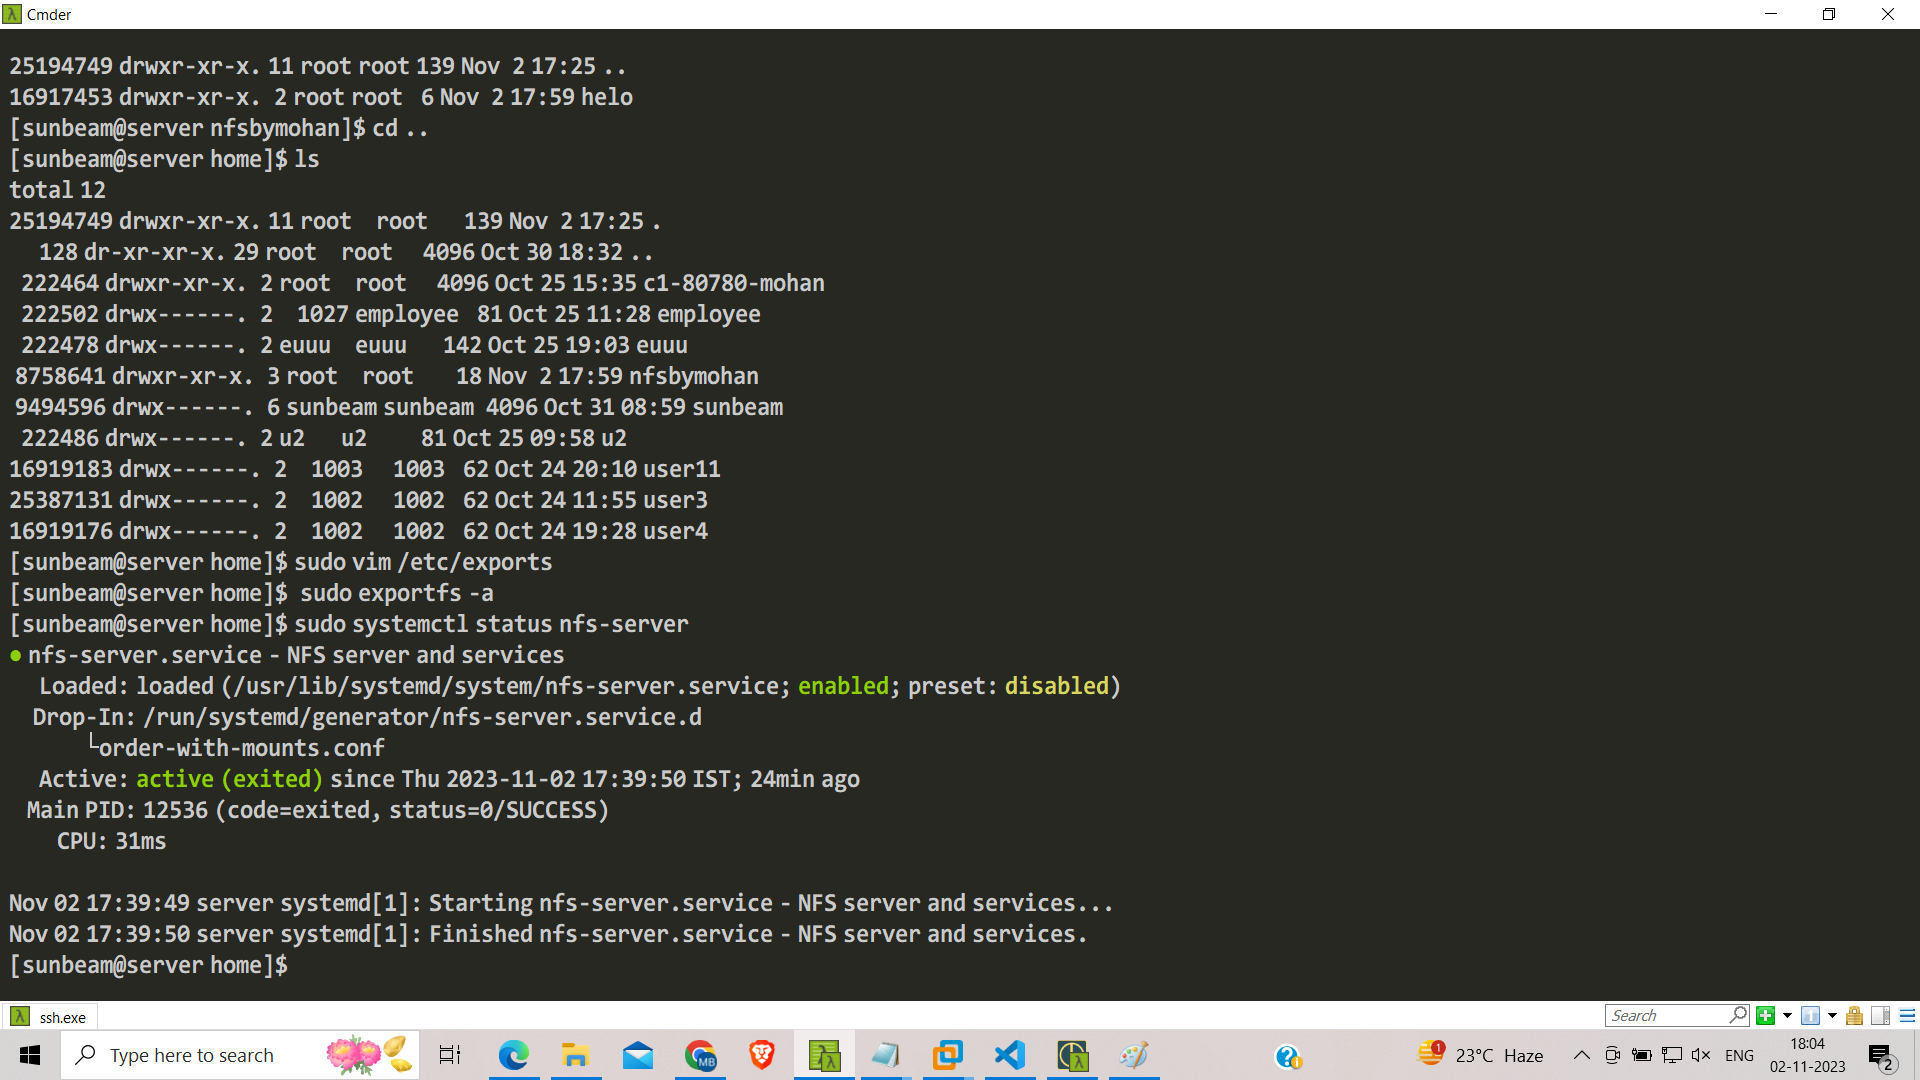 Cmder
25194749 drwxr-xr-x. 11 root root 139 Nov  2 17:25 ..
16917453 drwxr-xr-x.  2 root root   6 Nov  2 17:59 helo
[sunbeam@server nfsbymohan]$ cd ..
[sunbeam@server home]$ ls
total 12
25194749 drwxr-xr-x. 11 root    root     139 Nov  2 17:25 .
     128 dr-xr-xr-x. 29 root    root    4096 Oct 30 18:32 ..
  222464 drwxr-xr-x.  2 root    root    4096 Oct 25 15:35 c1-80780-mohan
  222502 drwx------.  2    1027 employee   81 Oct 25 11:28 employee
  222478 drwx------.  2 euuu    euuu     142 Oct 25 19:03 euuu
 8758641 drwxr-xr-x.  3 root    root      18 Nov  2 17:59 nfsbymohan
 9494596 drwx------.  6 sunbeam sunbeam 4096 Oct 31 08:59 sunbeam
  222486 drwx------.  2 u2      u2        81 Oct 25 09:58 u2
16919183 drwx------.  2    1003    1003   62 Oct 24 20:10 user11
25387131 drwx------.  2    1002    1002   62 Oct 24 11:55 user3
16919176 drwx------.  2    1002    1002   62 Oct 24 19:28 user4
[sunbeam@server home]$ sudo vim /etc/exports
[sunbeam@server home]$  sudo exportfs -a
[sunbeam@server home]$ sudo systemctl status nfs-server
● nfs-server.service - NFS server and services
     Loaded: loaded (/usr/lib/systemd/system/nfs-server.service; enabled; preset: disabled)
    Drop-In: /run/systemd/generator/nfs-server.service.d
             └order-with-mounts.conf
     Active: active (exited) since Thu 2023-11-02 17:39:50 IST; 24min ago
   Main PID: 12536 (code=exited, status=0/SUCCESS)
        CPU: 31ms
Nov 02 17:39:49 server systemd[1]: Starting nfs-server.service - NFS server and services...
Nov 02 17:39:50 server systemd[1]: Finished nfs-server.service - NFS server and services.
[sunbeam@server home]$
ssh.exe
Search
Type here to search
MB
1
23°C Haze
ENG
18:04
02-11-2023
2